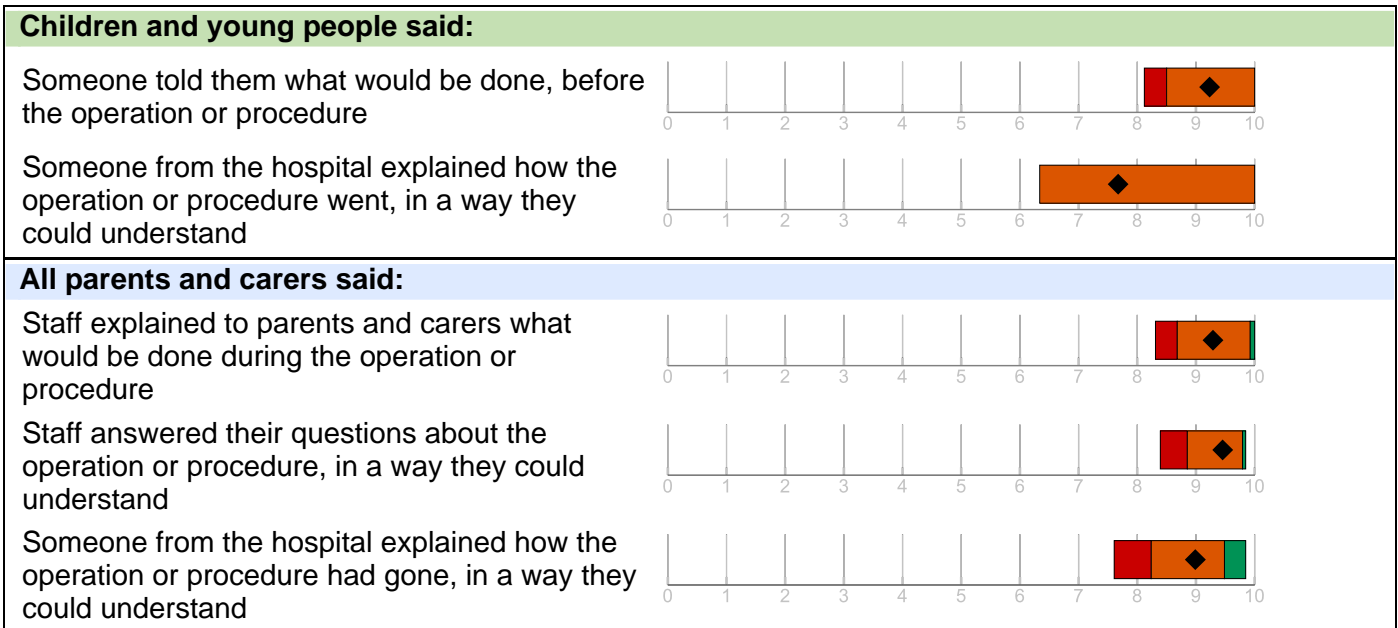 Children and young people said:
Someone told them what would be done, before
the operation or procedure
0 1 2 3 4 5 6 7 8 9 10
Someone from the hospital explained how the
operation or procedure went, in a way they
could understand
0 1 2 3 4 5 6 7 8 9 10
All parents and carers said:
Staff explained to parents and carers what
would be done during the operation or
procedure
0 1 2 3 4 5 6 7 8 9 10
Staff answered their questions about the
operation or procedure, in a way they could
understand
0 1 2 3 4 5 6 7 8 9 10
Someone from the hospital explained how the
operation or procedure had gone, in a way they
could understand
0 1 2 3 4 5 6 7 8 9 10